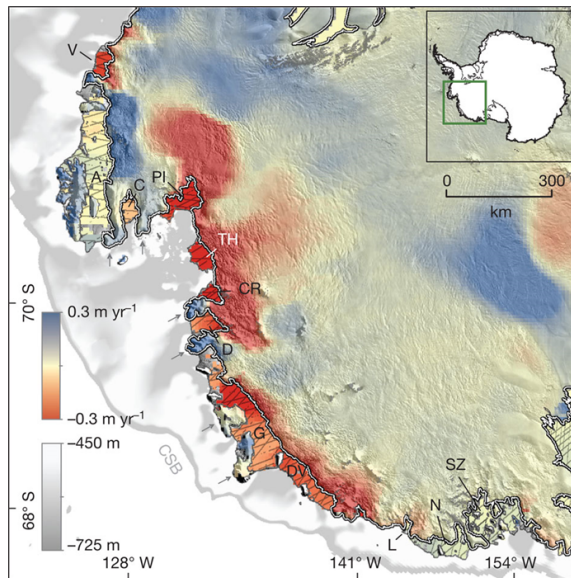 V
A
C
PI
0 300
km
TH
CR
70° S
0.3 m yr⁻¹
D
−0.3 m yr⁻¹
−450 m
G
DV
CSB
SZ
N
L
68° S
−725 m
128° W
141° W
154° W